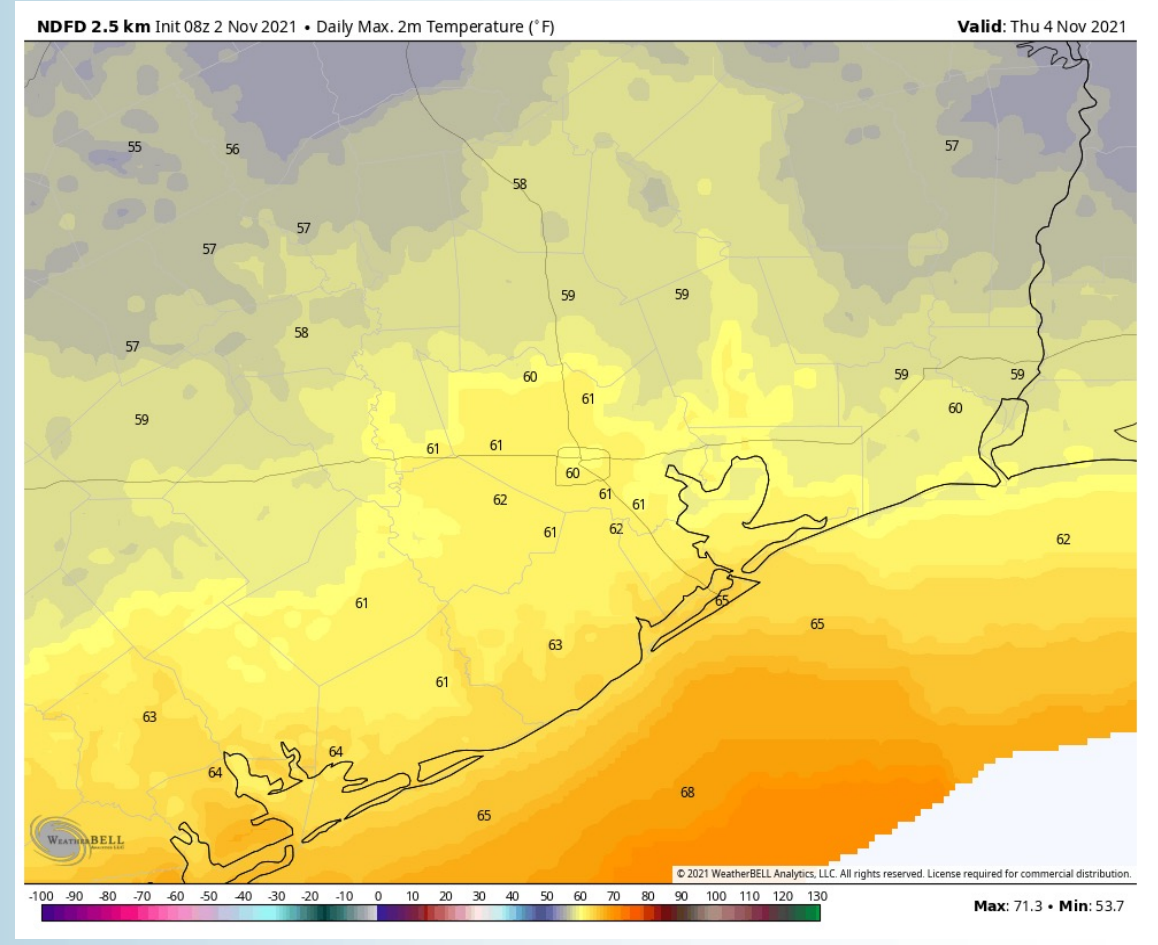 NDFD 2.5 km Init 08z 2 Nov 2021 • Daily Max. 2m Temperature (°F) Valid: Thu 4 Nov 2021
55 56 57
58
57
57
59 59
58
57
60 59 59
61 60
59
61 61
60
62 61 61
61 62 62
61 65
65
63
61
63
64
64
68
65
WEATHERBELL
© 2021 WeatherBELL Analytics, LLC. All rights reserved. License required for commercial distribution.
-100 -90 -80 -70 -60 -50 -40 -30 -20 -10 0 10 20 30 40 50 60 70 80 90 100 110 120 130
Max: 71.3 • Min: 53.7